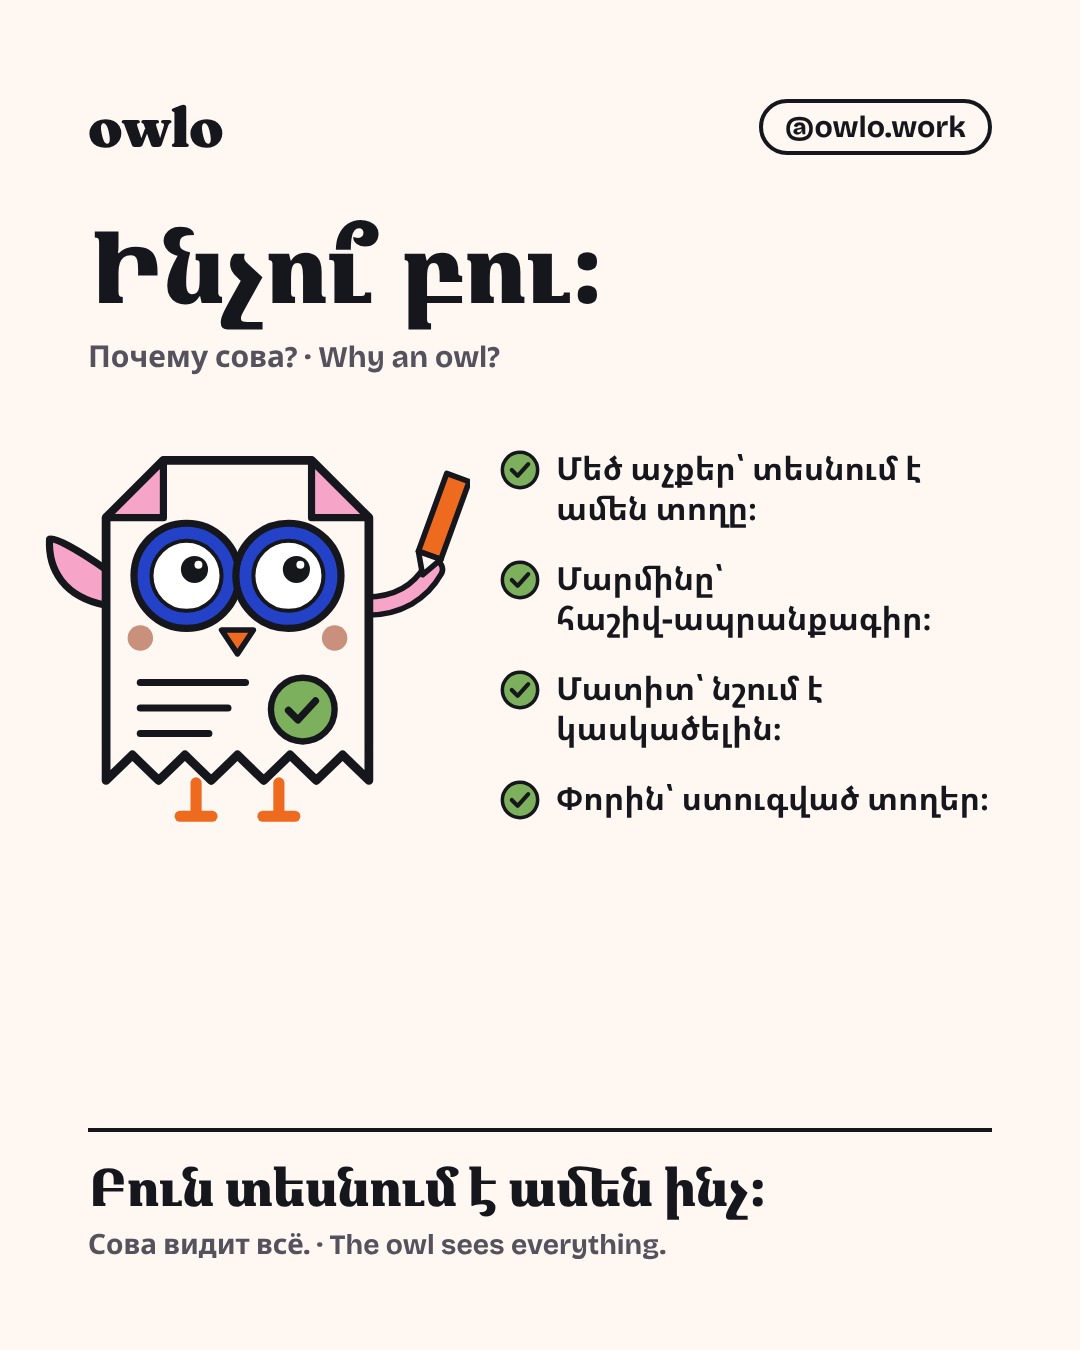 owlo
@owlo.work
Ինչո՞ւ բու:
Почему сова? · Why an owl?
Մեծ աչքեր՝ տեսնում է
ամեն տողը:
Մարմինը՝
հաշիվ-ապրանքագիր:
Մատիտ՝ նշում է
կասկածելին:
Փորին՝ ստուգված տողեր:
Բուն տեսնում է ամեն ինչ:
Сова видит всё. · The owl sees everything.